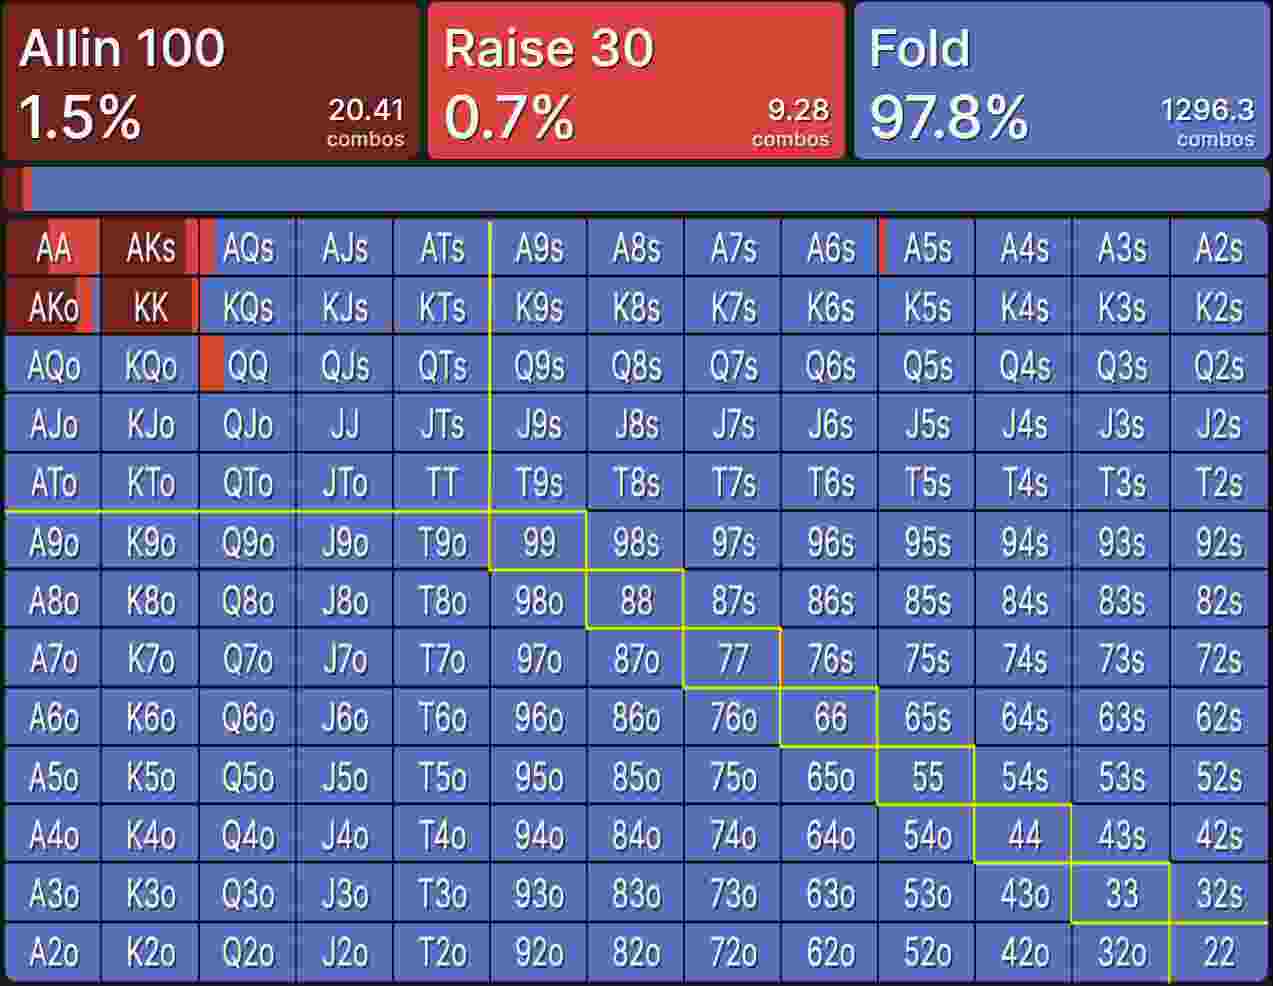 Allin 100 Raise 30 Fold
1.5% 20.41 combos 0.7% 9.28 combos 97.8% 1296.3 combos
AA AKs AQs AJs ATs A9s A8s A7s A6s A5s A4s A3s A2s
AKo KK KQs KJs KTs K9s K8s K7s K6s K5s K4s K3s K2s
AQo KQo QQ QJs QTs Q9s Q8s Q7s Q6s Q5s Q4s Q3s Q2s
AJo KJo QJo JJ JTs J9s J8s J7s J6s J5s J4s J3s J2s
ATo KTo QTo JTo TT T9s T8s T7s T6s T5s T4s T3s T2s
A9o K9o Q9o J9o T9o 99 98s 97s 96s 95s 94s 93s 92s
A8o K8o Q8o J8o T8o 98o 88 87s 86s 85s 84s 83s 82s
A7o K7o Q7o J7o T7o 97o 87o 77 76s 75s 74s 73s 72s
A6o K6o Q6o J6o T6o 96o 86o 76o 66 65s 64s 63s 62s
A5o K5o Q5o J5o T5o 95o 85o 75o 65o 55 54s 53s 52s
A4o K4o Q4o J4o T4o 94o 84o 74o 64o 54o 44 43s 42s
A3o K3o Q3o J3o T3o 93o 83o 73o 63o 53o 43o 33 32s
A2o K2o Q2o J2o T2o 92o 82o 72o 62o 52o 42o 32o 22